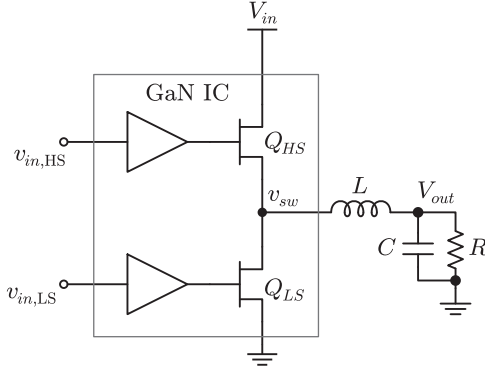 V_in
GaN IC
v_in,HS
Q_HS
v_sw
L
V_out
C
R
v_in,LS
Q_LS